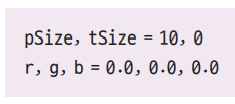 pSize, tSize = 10, 0
r, g, b = 0.0, 0.0, 0.0